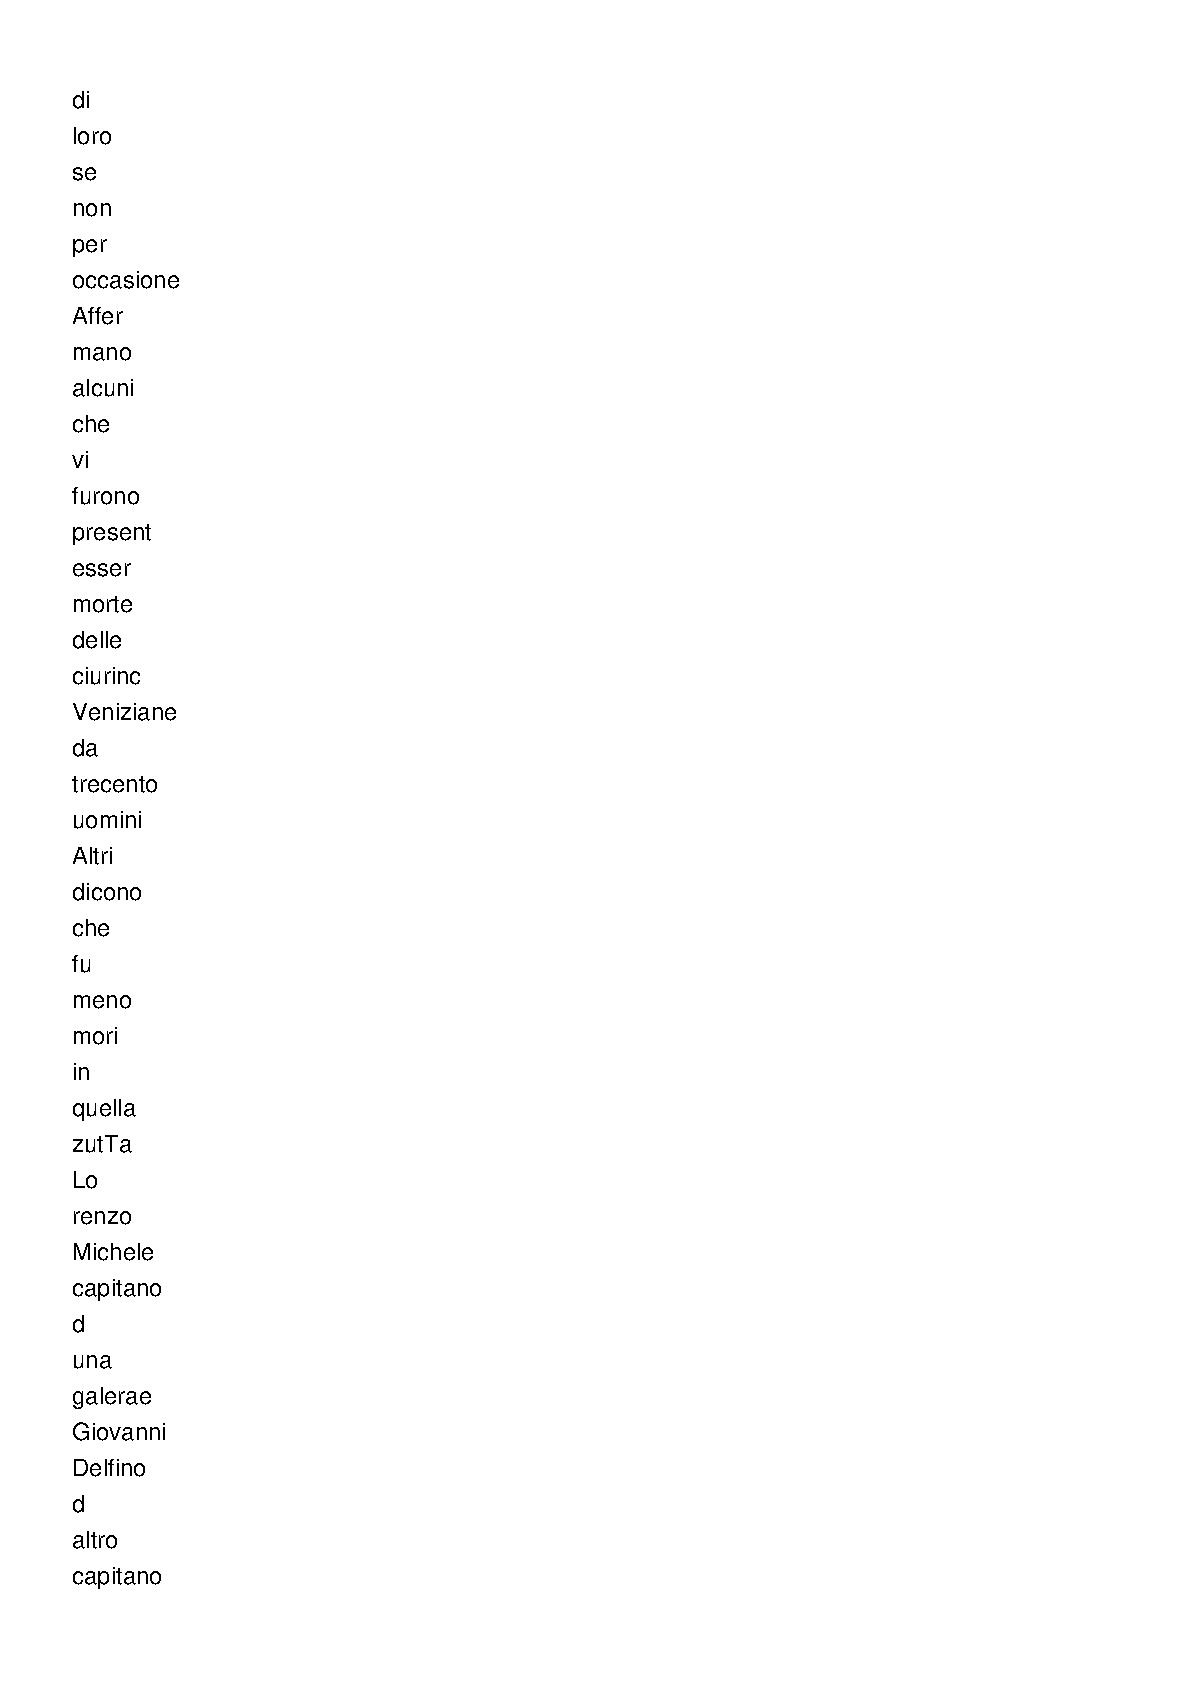 di
loro
se
non
per
occasione
Affer
mano
alcuni
che
vi
furono
present
esser
morte
delle
ciurinc
Veniziane
da
trecento
uomini
Altri
dicono
che
fu
meno
mori
in
quella
zutTa
Lo
renzo
Michele
capitano
d
una
galerae
Giovanni
Delfino
d
altro
capitano